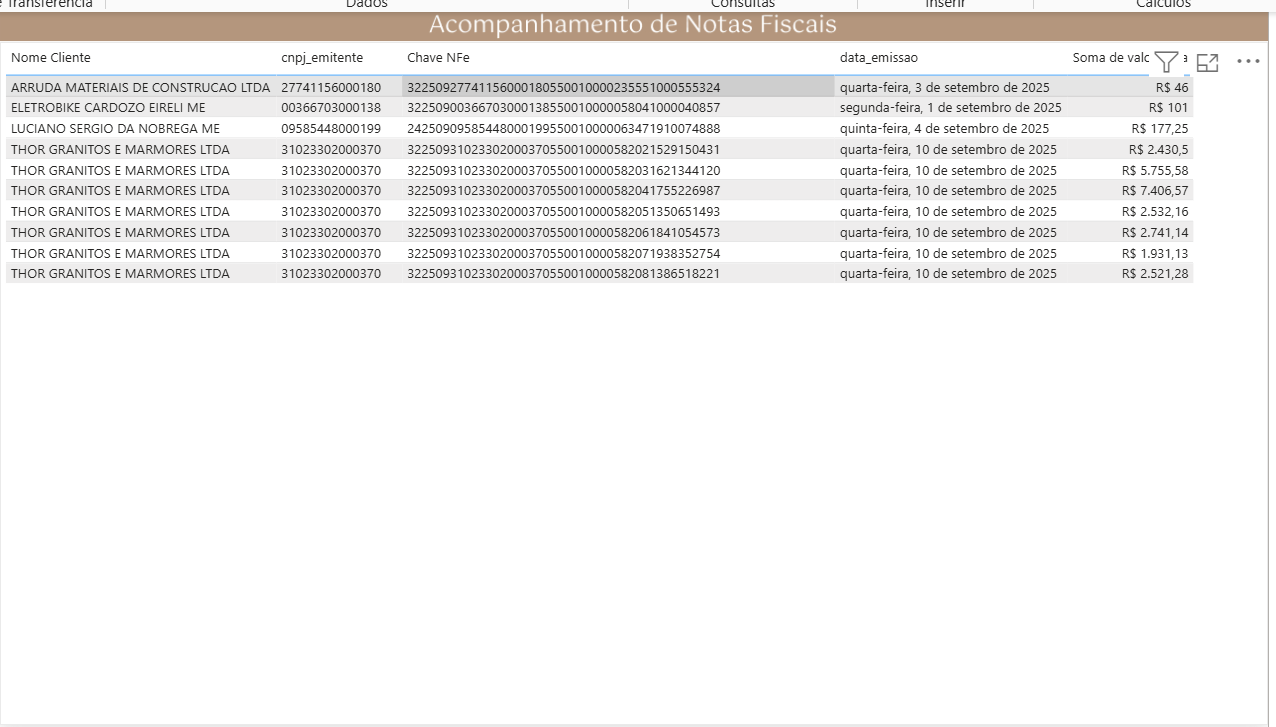 Transferência Dados Consultas Inserir Cálculos
Acompanhamento de Notas Fiscais
Nome Cliente cnpj_emitente Chave NFe data_emissao Soma de valo a
ARRUDA MATERIAIS DE CONSTRUCAO LTDA 27741156000180 32250927741156000180550010000235551000555324 quarta-feira, 3 de setembro de 2025 R$ 46
ELETROBIKE CARDOZO EIRELI ME 00366703000138 32250900366703000138550010000058041000040857 segunda-feira, 1 de setembro de 2025 R$ 101
LUCIANO SERGIO DA NOBREGA ME 09585448000199 24250909585448000199550010000063471910074888 quinta-feira, 4 de setembro de 2025 R$ 177,25
THOR GRANITOS E MARMORES LTDA 31023302000370 32250931023302000370550010000582021529150431 quarta-feira, 10 de setembro de 2025 R$ 2.430,5
THOR GRANITOS E MARMORES LTDA 31023302000370 32250931023302000370550010000582031621344120 quarta-feira, 10 de setembro de 2025 R$ 5.755,58
THOR GRANITOS E MARMORES LTDA 31023302000370 32250931023302000370550010000582041755226987 quarta-feira, 10 de setembro de 2025 R$ 7.406,57
THOR GRANITOS E MARMORES LTDA 31023302000370 32250931023302000370550010000582051350651493 quarta-feira, 10 de setembro de 2025 R$ 2.532,16
THOR GRANITOS E MARMORES LTDA 31023302000370 32250931023302000370550010000582061841054573 quarta-feira, 10 de setembro de 2025 R$ 2.741,14
THOR GRANITOS E MARMORES LTDA 31023302000370 32250931023302000370550010000582071938352754 quarta-feira, 10 de setembro de 2025 R$ 1.931,13
THOR GRANITOS E MARMORES LTDA 31023302000370 32250931023302000370550010000582081386518221 quarta-feira, 10 de setembro de 2025 R$ 2.521,28